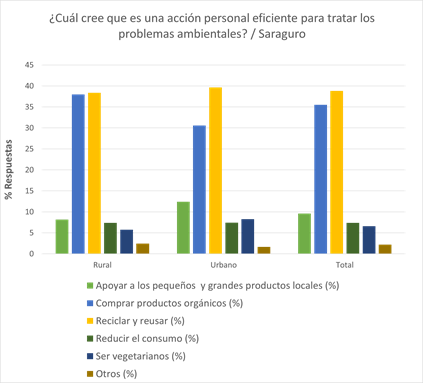 ¿Cuál cree que es una acción personal eficiente para tratar los
problemas ambientales? / Saraguro
% Respuestas
45
40
35
30
25
20
15
10
5
0
Rural
Urbano
Total
Apoyar a los pequeños y grandes productos locales (%)
Comprar productos orgánicos (%)
Reciclar y reusar (%)
Reducir el consumo (%)
Ser vegetarianos (%)
Otros (%)